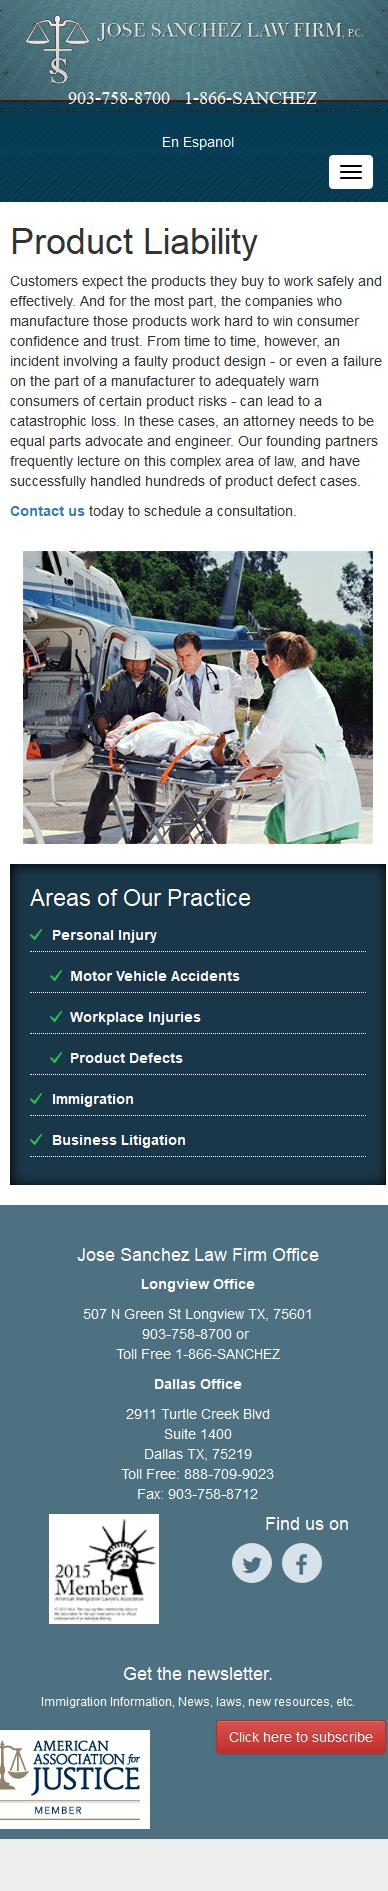 JOSE SANCHEZ LAW FIRM, P.C.
903-758-8700 1-866-SANCHEZ
En Espanol
Product Liability
Customers expect the products they buy to work safely and
effectively. And for the most part, the companies who
manufacture those products work hard to win consumer
confidence and trust. From time to time, however, an
incident involving a faulty product design - or even a failure
on the part of a manufacturer to adequately warn
consumers of certain product risks - can lead to a
catastrophic loss. In these cases, an attorney needs to be
equal parts advocate and engineer. Our founding partners
frequently lecture on this complex area of law, and have
successfully handled hundreds of product defect cases.
Contact us today to schedule a consultation.
Areas of Our Practice
Personal Injury
Motor Vehicle Accidents
Workplace Injuries
Product Defects
Immigration
Business Litigation
Jose Sanchez Law Firm Office
Longview Office
507 N Green St Longview TX, 75601
903-758-8700 or
Toll Free 1-866-SANCHEZ
Dallas Office
2911 Turtle Creek Blvd
Suite 1400
Dallas TX, 75219
Toll Free: 888-709-9023
Fax: 903-758-8712
2015
Member
American Immigration Lawyers Association
Find us on
Get the newsletter.
Immigration Information, News, laws, new resources, etc.
Click here to subscribe
AMERICAN
ASSOCIATION for
JUSTICE
MEMBER